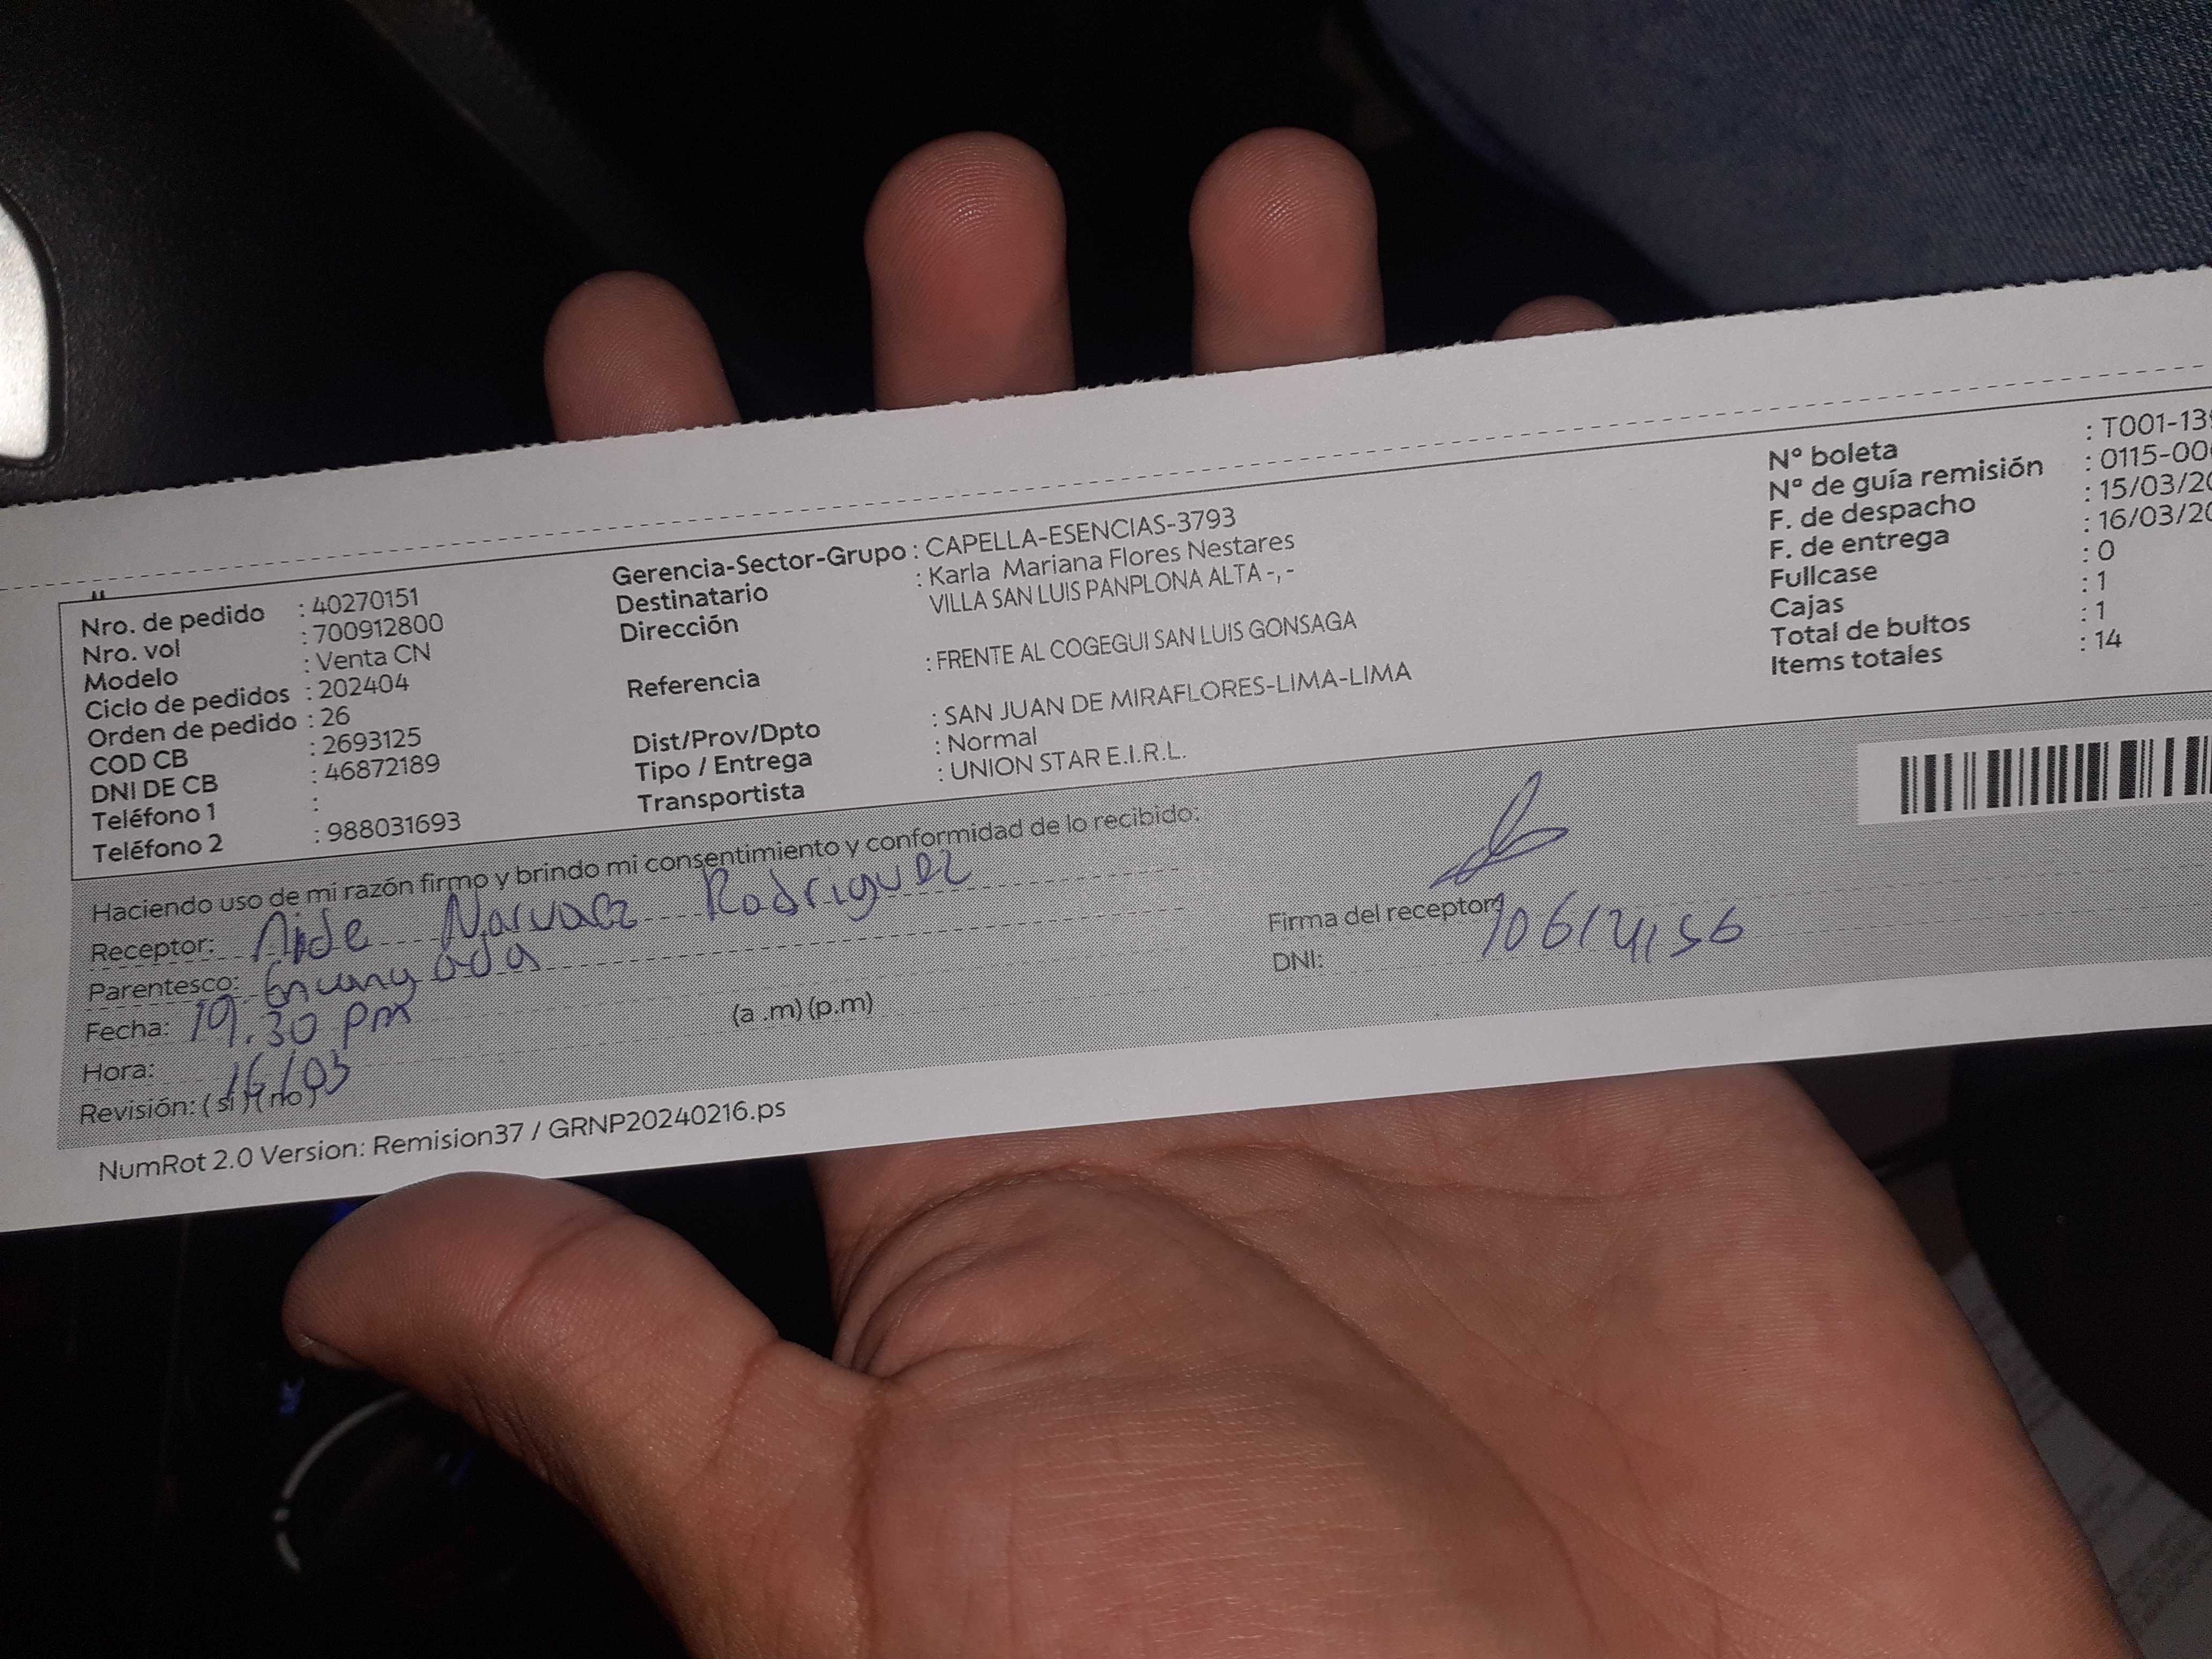 Nro. de pedido : 40270151
Nro. vol : 700912800
Modelo : Venta CN
Ciclo de pedidos : 202404
Orden de pedido : 26
COD CB : 2693125
DNI DE CB : 46872189
Teléfono 1 :
Teléfono 2 : 988031693
Gerencia-Sector-Grupo : CAPELLA-ESENCIAS-3793
Destinatario : Karla Mariana Flores Nestares
Dirección VILLA SAN LUIS PANPLONA ALTA -, -
Referencia : FRENTE AL COGEGUI SAN LUIS GONSAGA
Dist/Prov/Dpto : SAN JUAN DE MIRAFLORES-LIMA-LIMA
Tipo / Entrega : Normal
Transportista : UNION STAR E.I.R.L.
N° boleta : T001-13
N° de guía remisión : 0115-00
F. de despacho : 15/03/20
F. de entrega : 16/03/20
Fullcase : 0
Cajas : 1
Total de bultos : 1
Items totales : 14
Haciendo uso de mi razón firmo y brindo mi consentimiento y conformidad de lo recibido:
Receptor: Aide Narvaez Rodriguez
Parentesco:
Fecha: 19.30 pm
Hora: 16/03 (a .m) (p.m)
Revisión: ( si ) ( no )
Firma del receptor
DNI:
NumRot 2.0 Version: Remision37 / GRNP20240216.ps